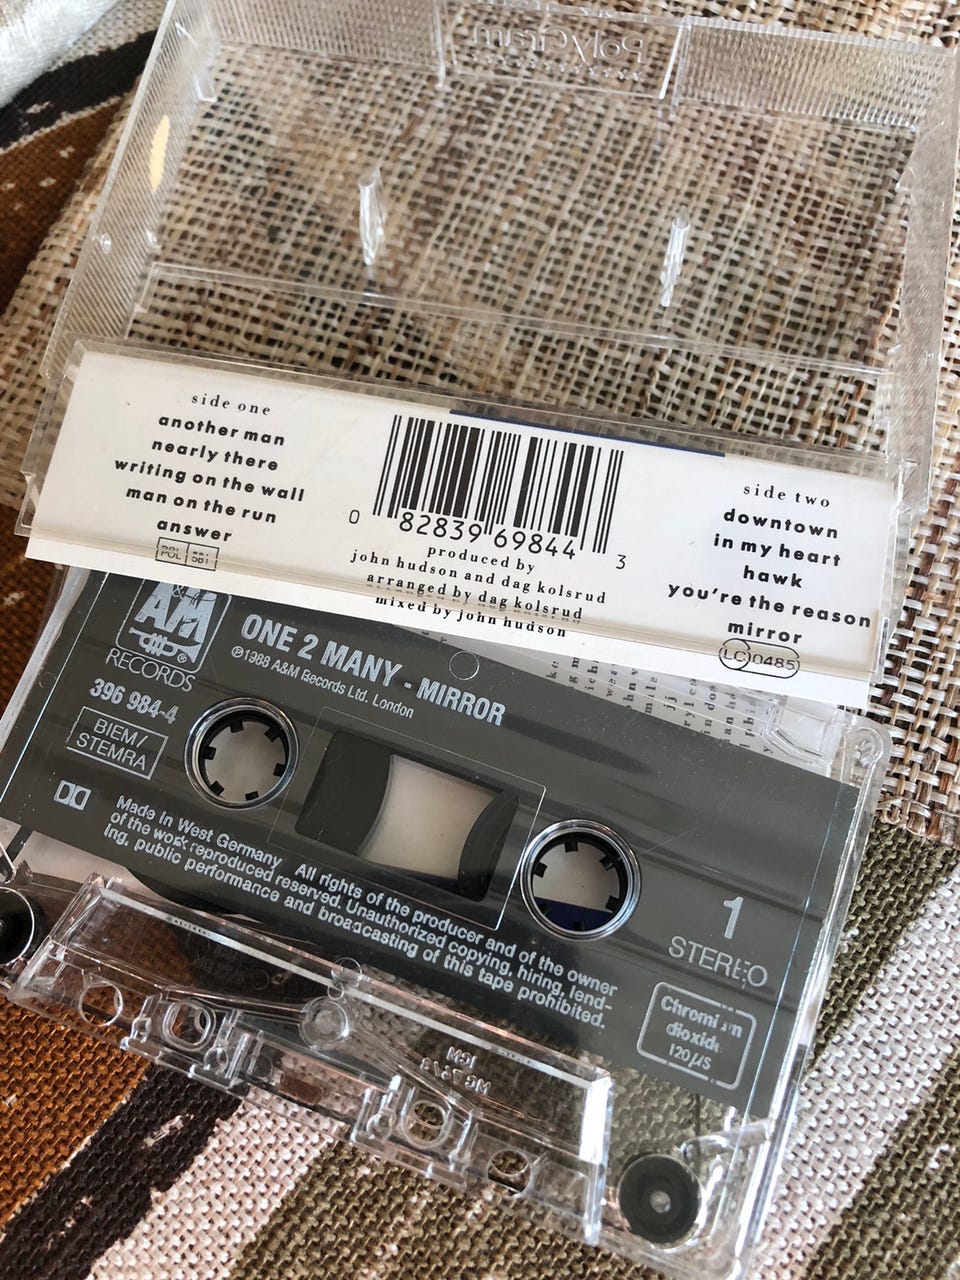 PolyGram
side one
another man
nearly there
writing on the wall
man on the run
answer
POL 581
0 82839 69844 3
produced by
john hudson and dag kolsrud
arranged by dag kolsrud
mixed by john hudson
side two
downtown
in my heart
hawk
you're the reason
mirror
LC 0485
A&M
RECORDS
®
ONE 2 MANY - MIRROR
℗1988 A&M Records Ltd. London
396 984-4
BIEM/
STEMRA
Made In West Germany All rights of the producer and of the owner
of the work reproduced reserved. Unauthorized copying, hiring, lend-
ing, public performance and broadcasting of this tape prohibited.
1
STEREO
Chromium
dioxide
120 µs
ICM